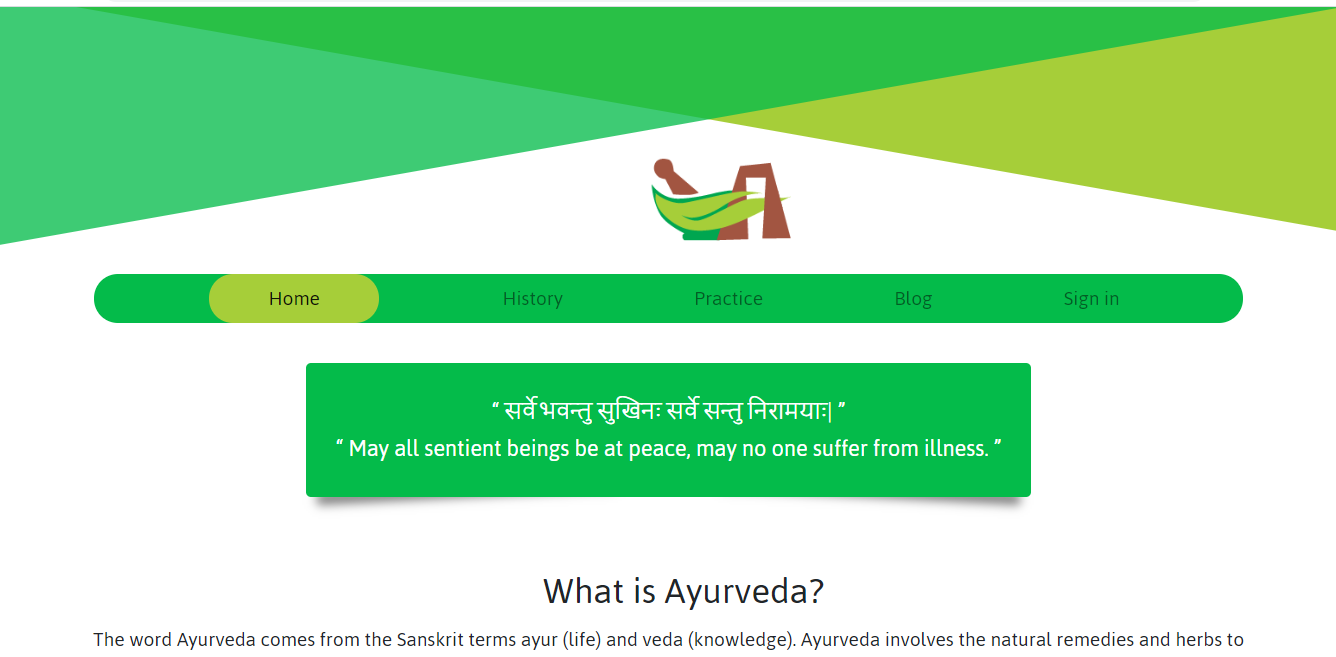 Home History Practice Blog Sign in
“ सर्वे भवन्तु सुखिनः सर्वे सन्तु निरामयाः| ”
“ May all sentient beings be at peace, may no one suffer from illness. ”
What is Ayurveda?
The word Ayurveda comes from the Sanskrit terms ayur (life) and veda (knowledge). Ayurveda involves the natural remedies and herbs to